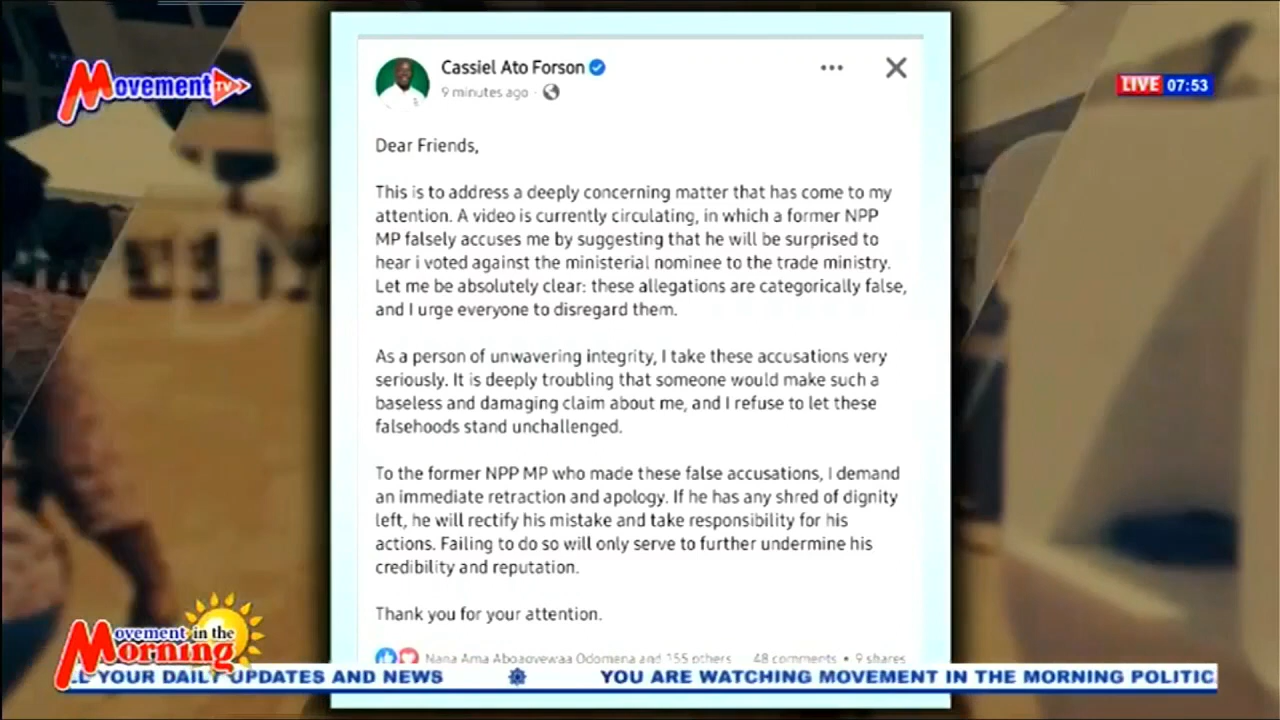 Movement TV
LIVE 07:53
Cassiel Ato Forson
9 minutes ago
Dear Friends,
This is to address a deeply concerning matter that has come to my
attention. A video is currently circulating, in which a former NPP
MP falsely accuses me by suggesting that he will be surprised to
hear i voted against the ministerial nominee to the trade ministry.
Let me be absolutely clear: these allegations are categorically false,
and I urge everyone to disregard them.
As a person of unwavering integrity, I take these accusations very
seriously. It is deeply troubling that someone would make such a
baseless and damaging claim about me, and I refuse to let these
falsehoods stand unchallenged.
To the former NPP MP who made these false accusations, I demand
an immediate retraction and apology. If he has any shred of dignity
left, he will rectify his mistake and take responsibility for his
actions. Failing to do so will only serve to further undermine his
credibility and reputation.
Thank you for your attention.
Nana Ama Aboagyewaa Odomena and 155 others 48 comments • 9 shares
Movement in the
Morning
LL YOUR DAILY UPDATES AND NEWS YOU ARE WATCHING MOVEMENT IN THE MORNING POLITIC